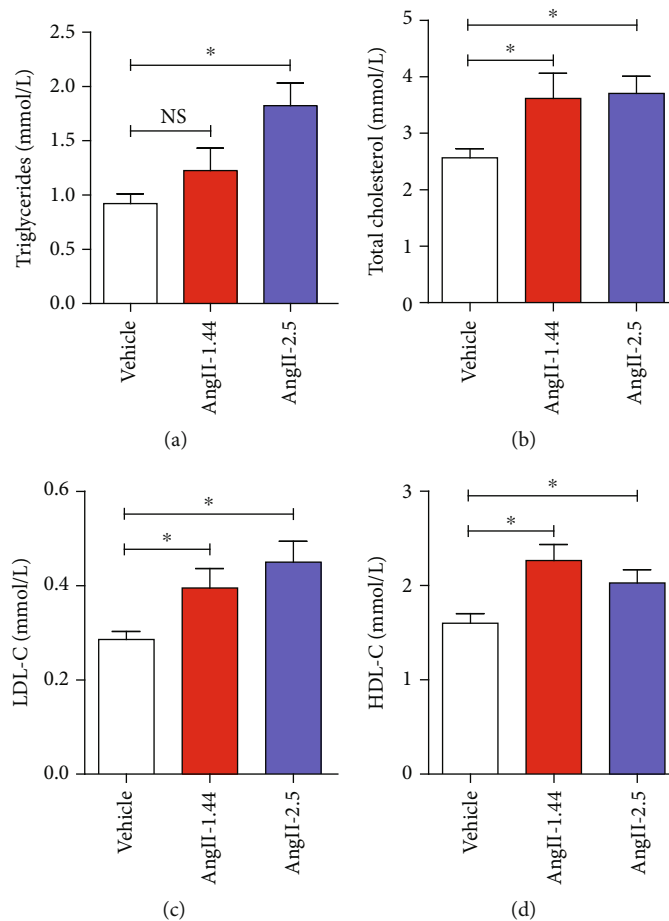 Triglycerides (mmol/L)
2.5
2.0
1.5
1.0
0.5
0.0
*
NS
Vehicle
AngII-1.44
AngII-2.5
(a)
Total cholesterol (mmol/L)
5
4
3
2
1
0
*
*
Vehicle
AngII-1.44
AngII-2.5
(b)
LDL-C (mmol/L)
0.6
0.4
0.2
0.0
*
*
Vehicle
AngII-1.44
AngII-2.5
(c)
HDL-C (mmol/L)
3
2
1
0
*
*
Vehicle
AngII-1.44
AngII-2.5
(d)